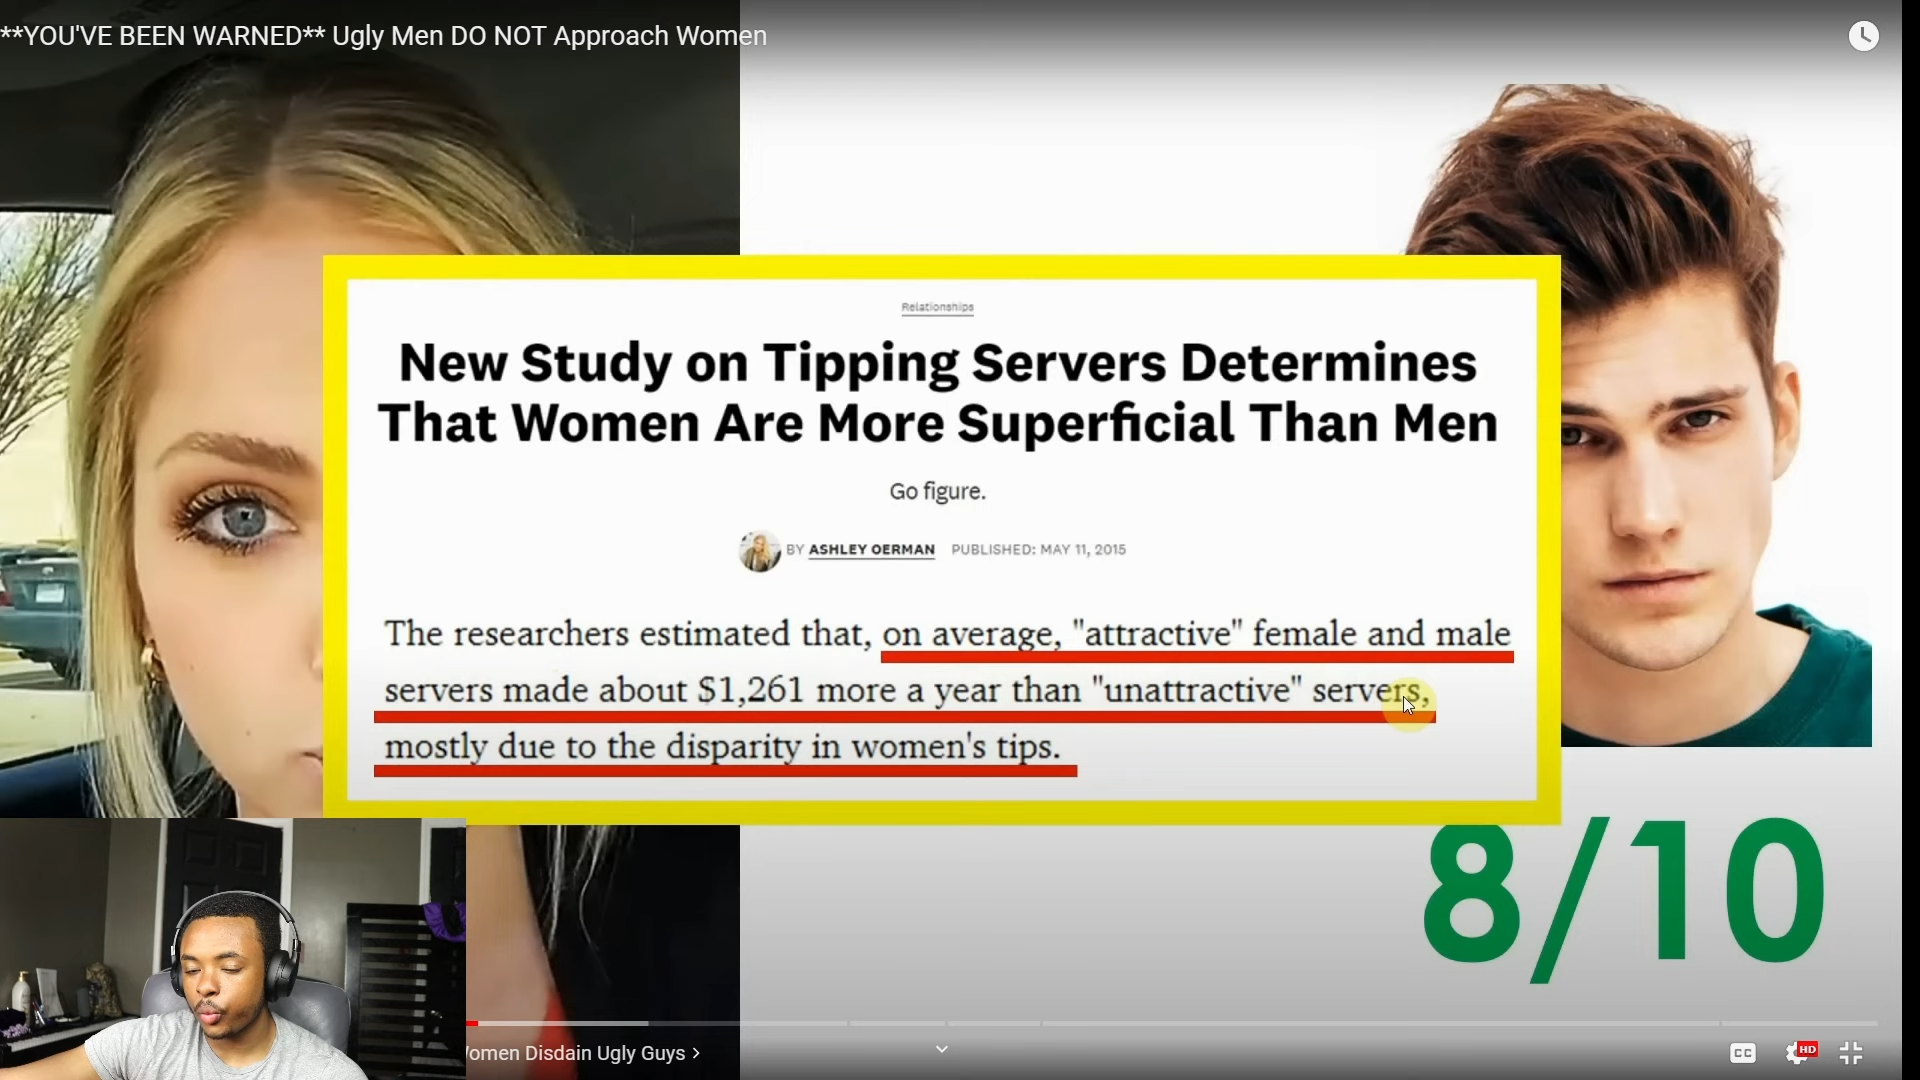 **YOU'VE BEEN WARNED** Ugly Men DO NOT Approach Women
Relationships
New Study on Tipping Servers Determines
That Women Are More Superficial Than Men
Go figure.
BY ASHLEY OERMAN PUBLISHED: MAY 11, 2015
The researchers estimated that, on average, "attractive" female and male
servers made about $1,261 more a year than "unattractive" servers,
mostly due to the disparity in women's tips.
8/10
Women Disdain Ugly Guys >
CC
HD